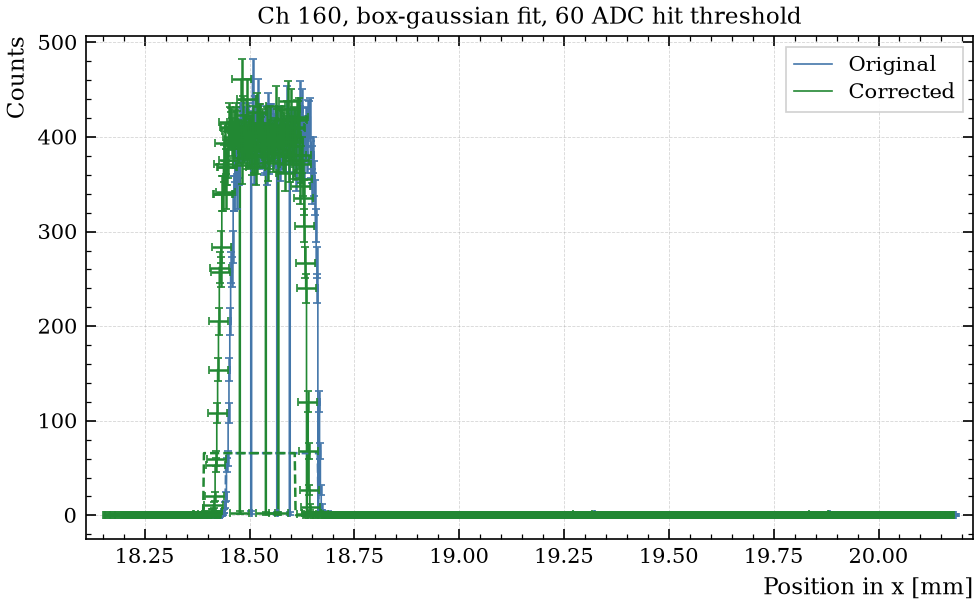 Ch 160, box-gaussian fit, 60 ADC hit threshold
Counts
500
400
300
200
100
0
Original
Corrected
18.25 18.50 18.75 19.00 19.25 19.50 19.75 20.00
Position in x [mm]